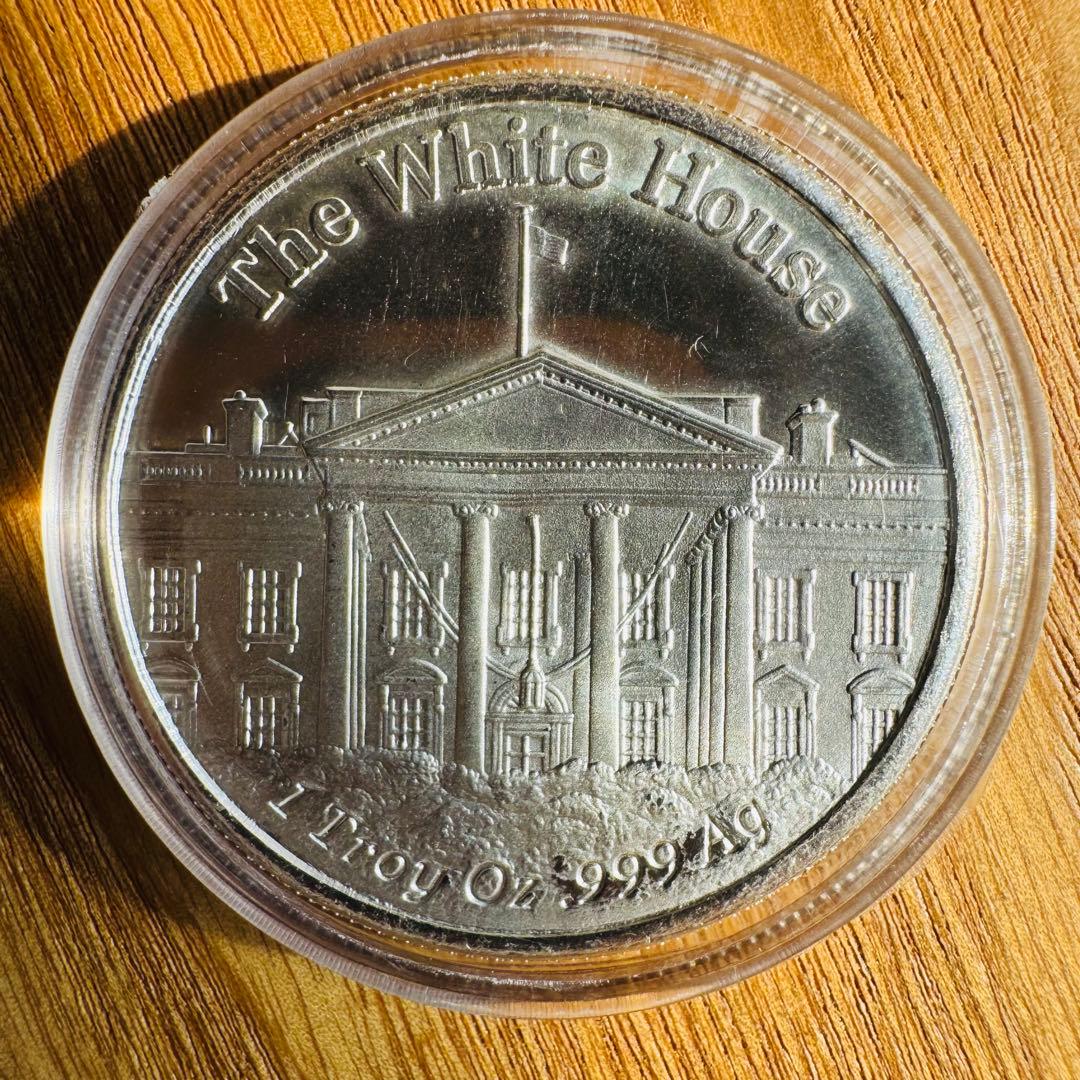 The White House
1 Troy Oz .999 Ag